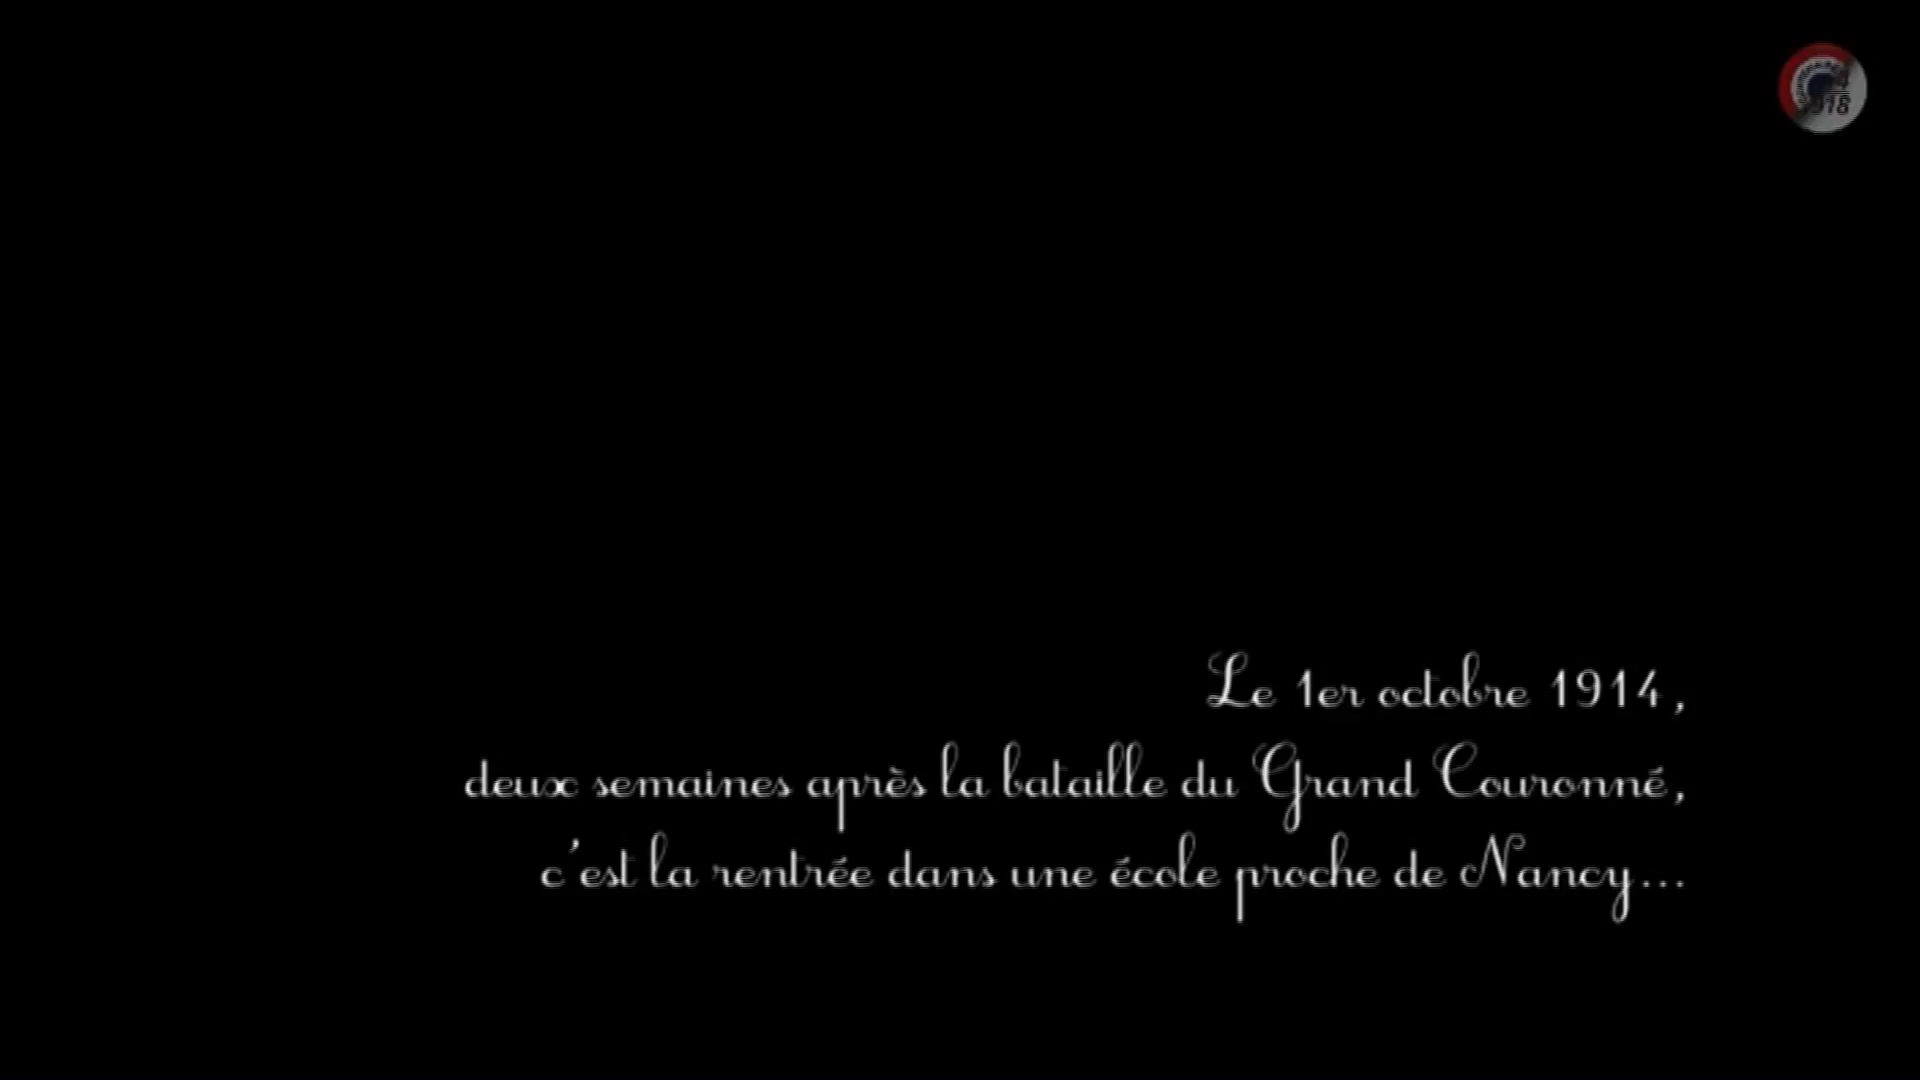 Le 1er octobre 1914,
deux semaines après la bataille du Grand Couronné,
c'est la rentrée dans une école proche de Nancy...